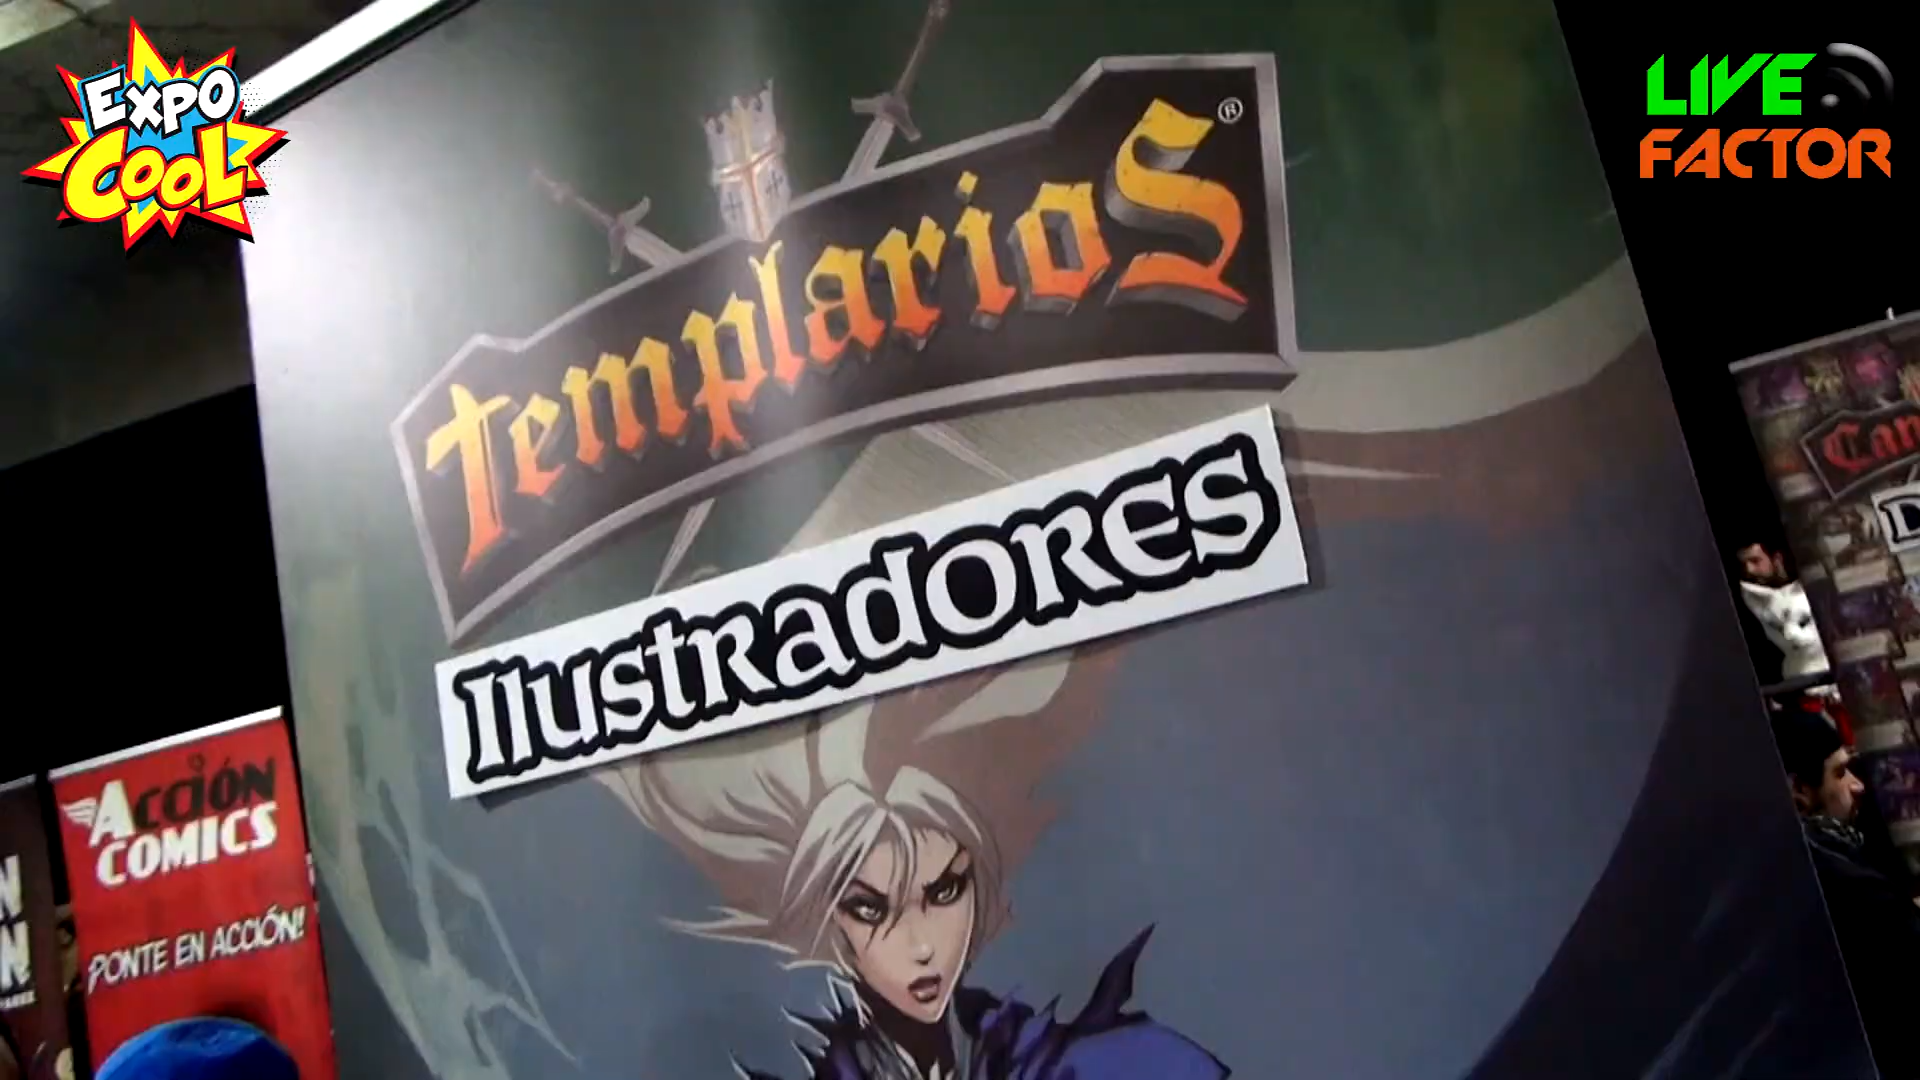 EXPO
COOL
LIVE
FACTOR
templarios®
Ilustradores
ACCIÓN
COMICS
¡PONTE EN ACCIÓN!